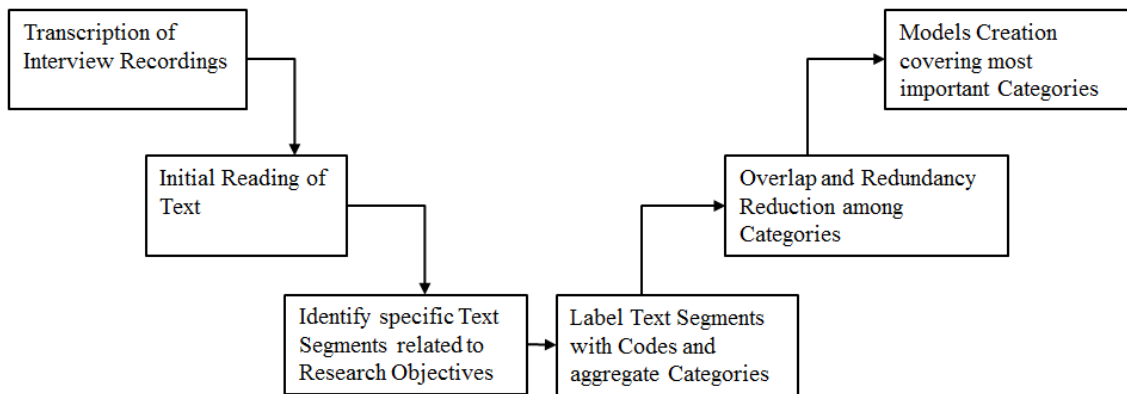 Transcription of
Interview Recordings
Initial Reading of
Text
Identify specific Text
Segments related to
Research Objectives
Label Text Segments
with Codes and
aggregate Categories
Overlap and Redundancy
Reduction among
Categories
Models Creation
covering most
important Categories